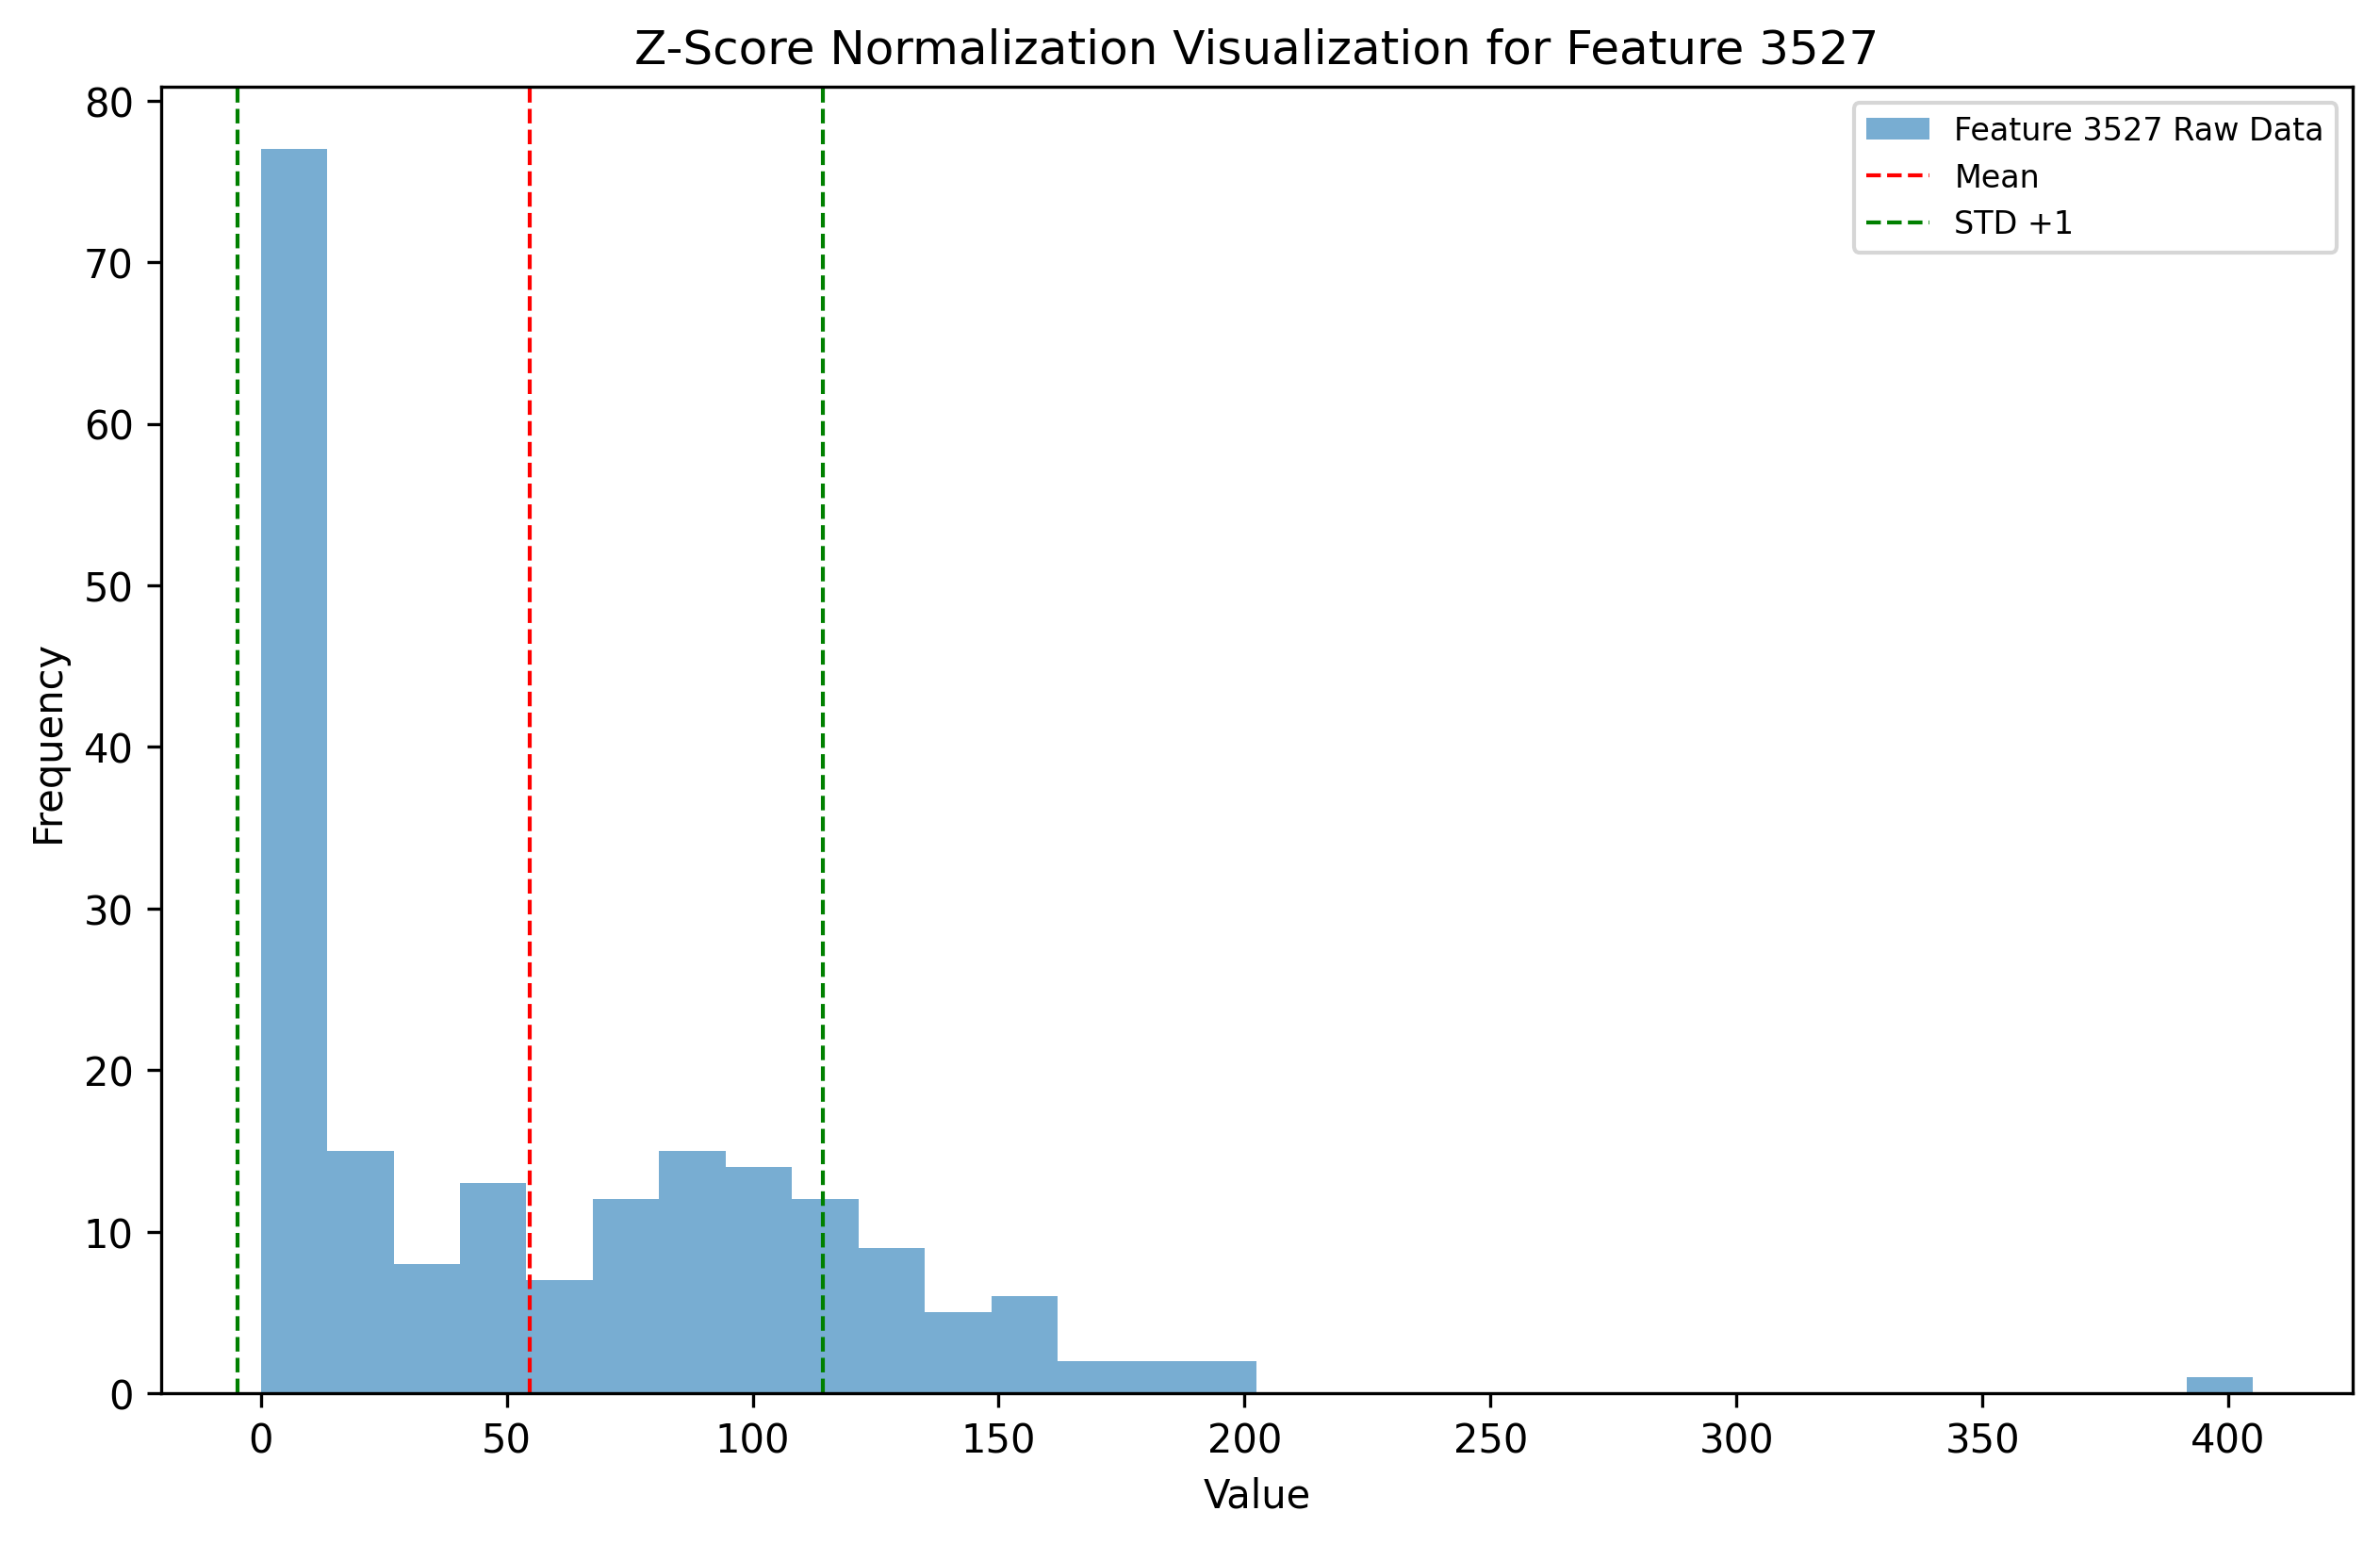 Z-Score Normalization Visualization for Feature 3527
Feature 3527 Raw Data
Mean
STD +1
80
70
60
50
40
30
20
10
0
Frequency
0 50 100 150 200 250 300 350 400
Value